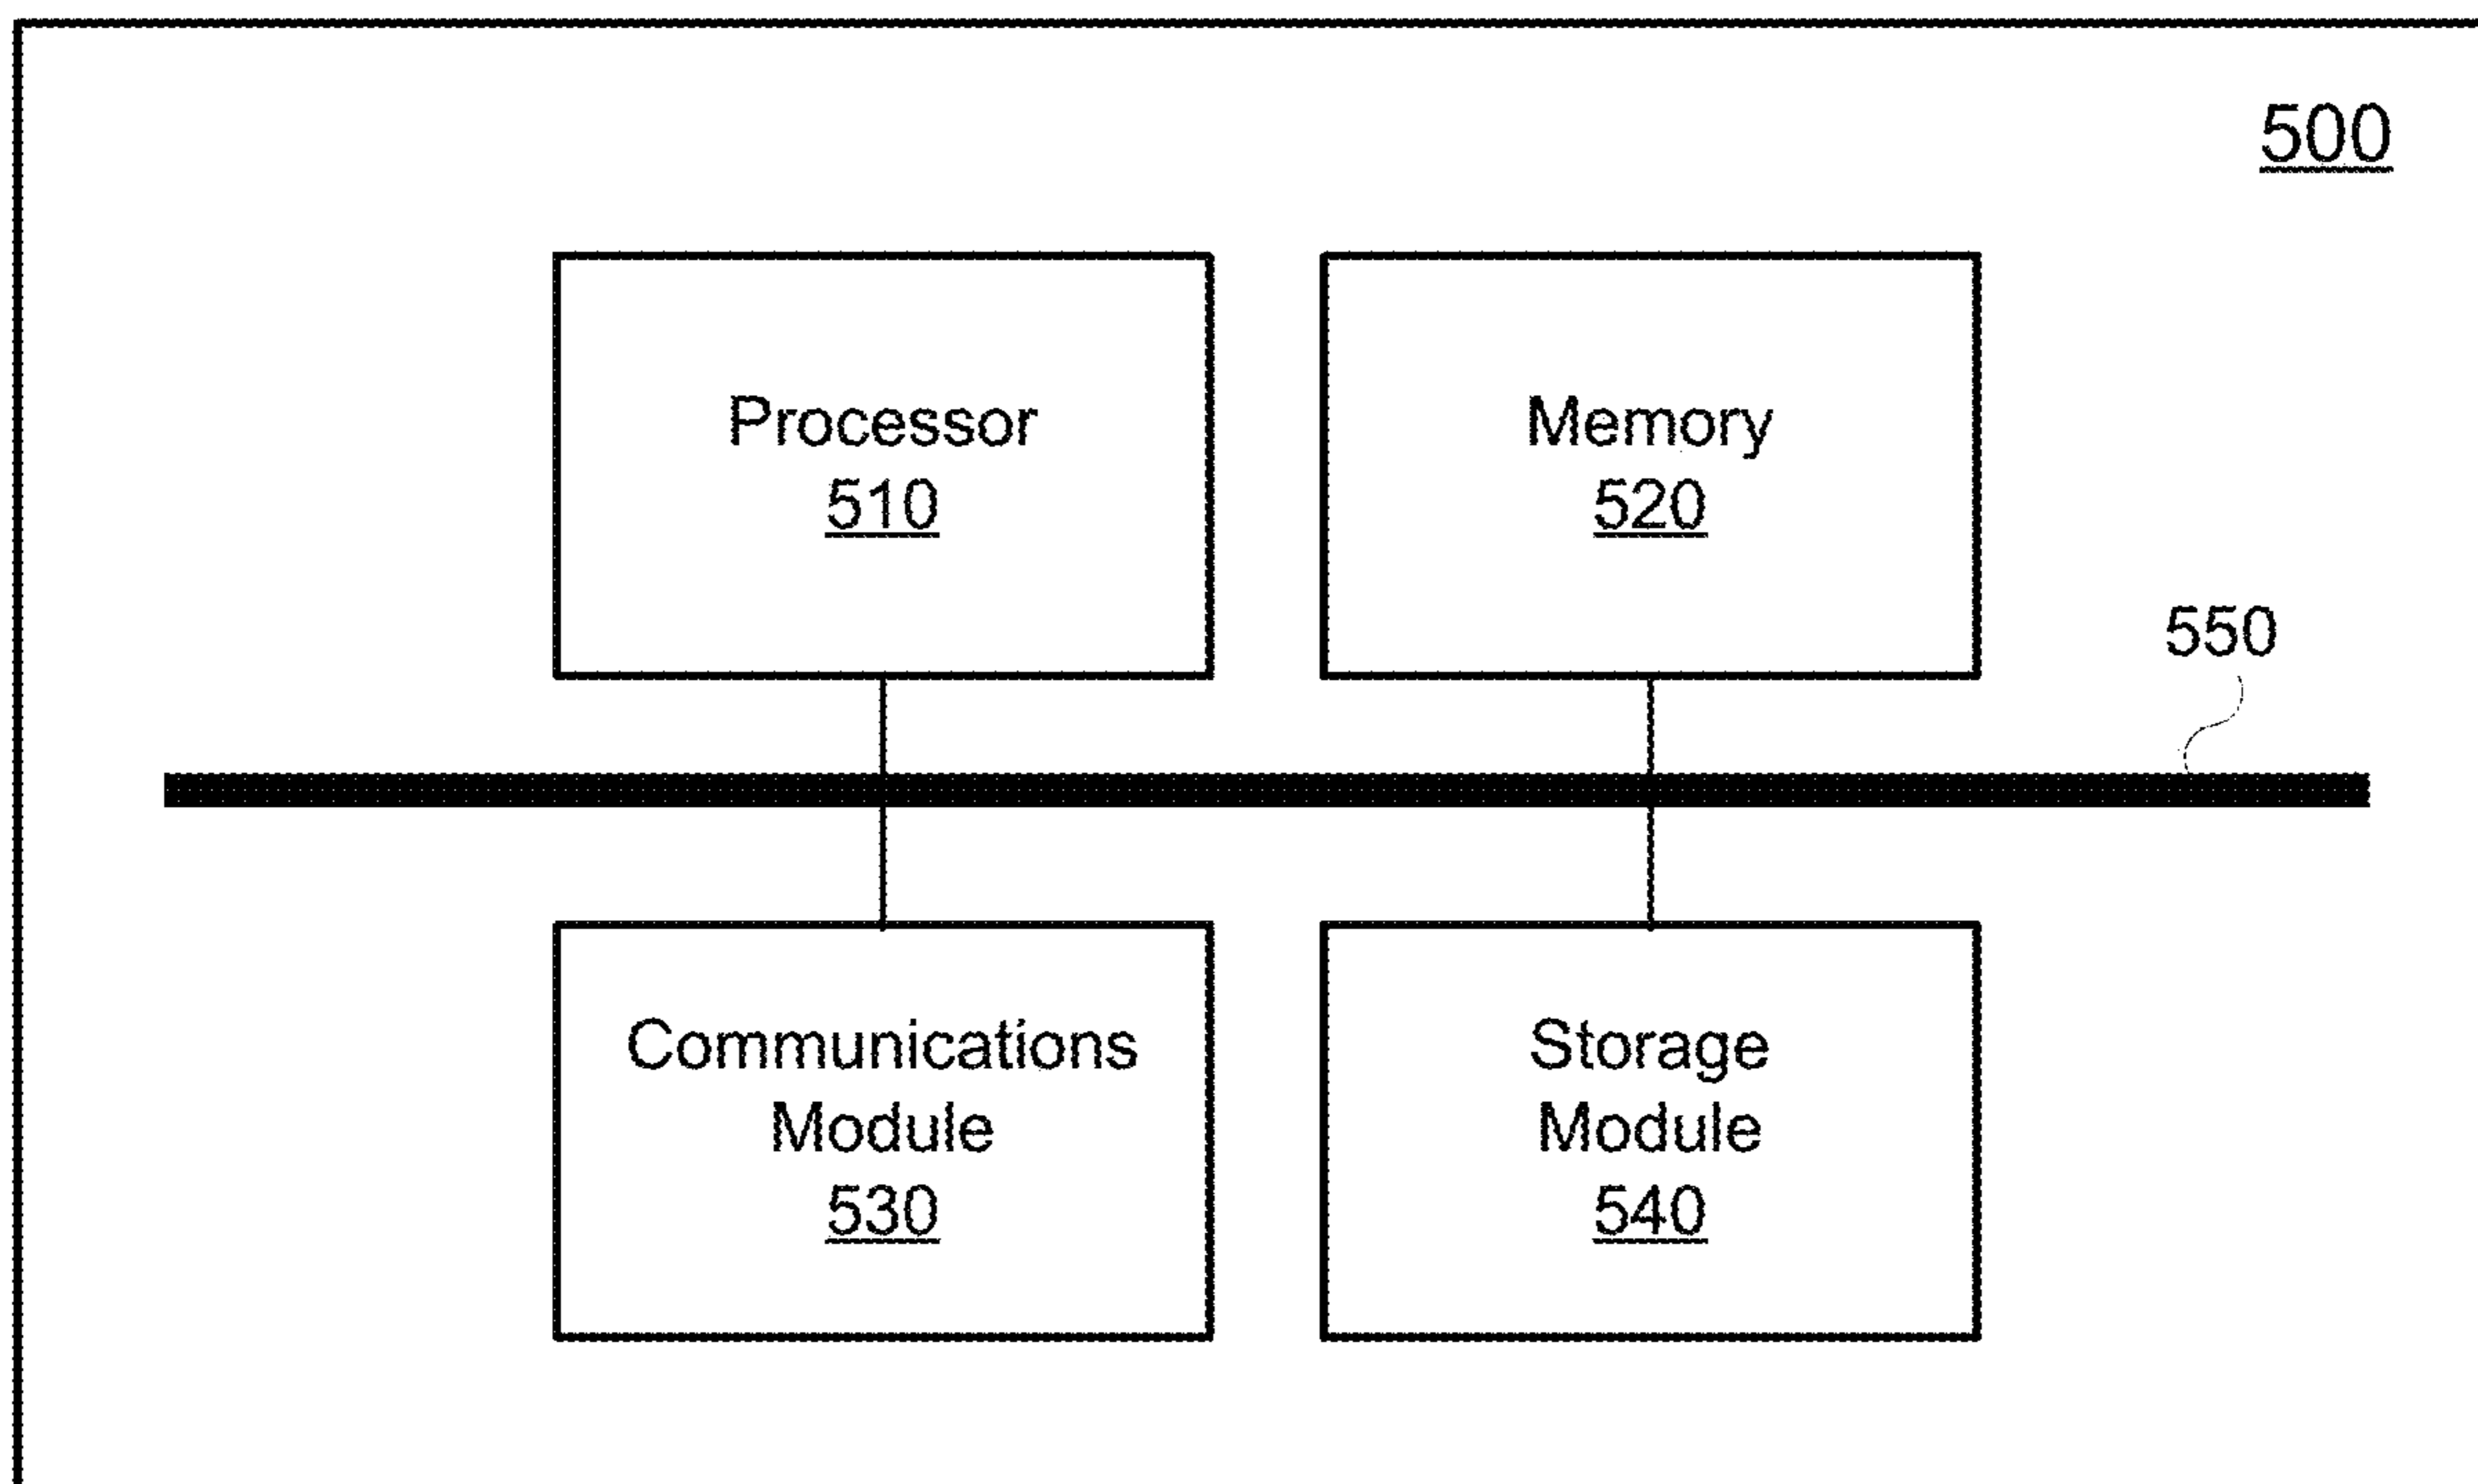 500
Processor
510
Memory
520
550
Communications
Module
530
Storage
Module
540